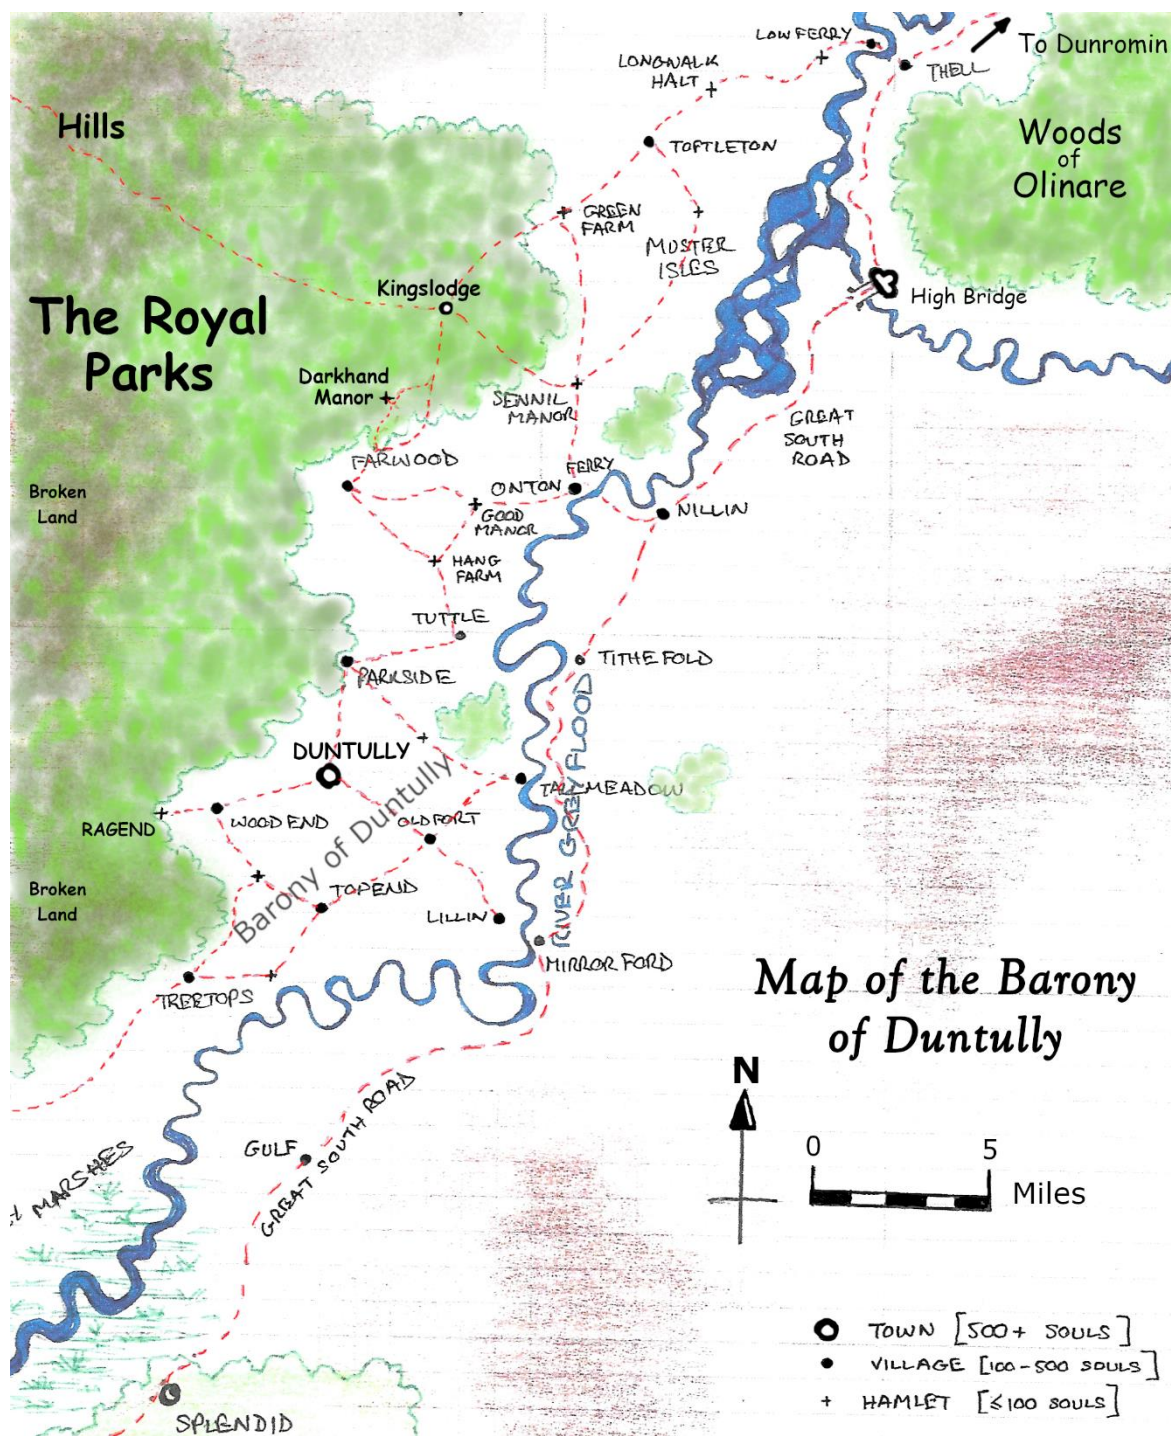 LOW FERRY
To Dunromin
LONGWALK
HALT
THELL
Hills
Woods
of
Olinare
TOFTLETON
GREEN
FARM
MUSTER
ISLES
Kingslodge
High Bridge
The Royal
Parks
Darkhand
Manor
SENNIL
MANOR
GREAT
SOUTH
ROAD
FARWOOD
FERRY
ONTON
Broken
Land
GOOD
MANOR
NILLIN
HANG
FARM
TUTTLE
TITHE FOLD
PARKSIDE
DUNTULLY
TALLMEADOW
RIVER GREYFLOOD
Barony of Duntully
RAGEND
WOOD END
OLD FORT
Broken
Land
TOPEND
LILLIN
MIRROR FORD
TREETOPS
Map of the Barony
of Duntully
N
GREAT SOUTH ROAD
GULF
0 5
Miles
MARSHES
TOWN [500+ SOULS]
VILLAGE [100-500 SOULS]
HAMLET [≤100 SOULS]
SPLENDID